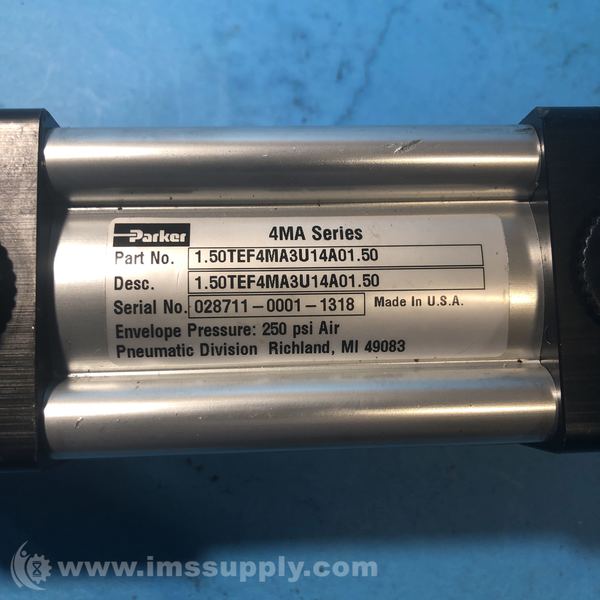 Parker 4MA Series
Part No. 1.50TEF4MA3U14A01.50
Desc. 1.50TEF4MA3U14A01.50
Serial No. 028711-0001-1318 Made In U.S.A.
Envelope Pressure: 250 psi Air
Pneumatic Division Richland, MI 49083
www.imssupply.com